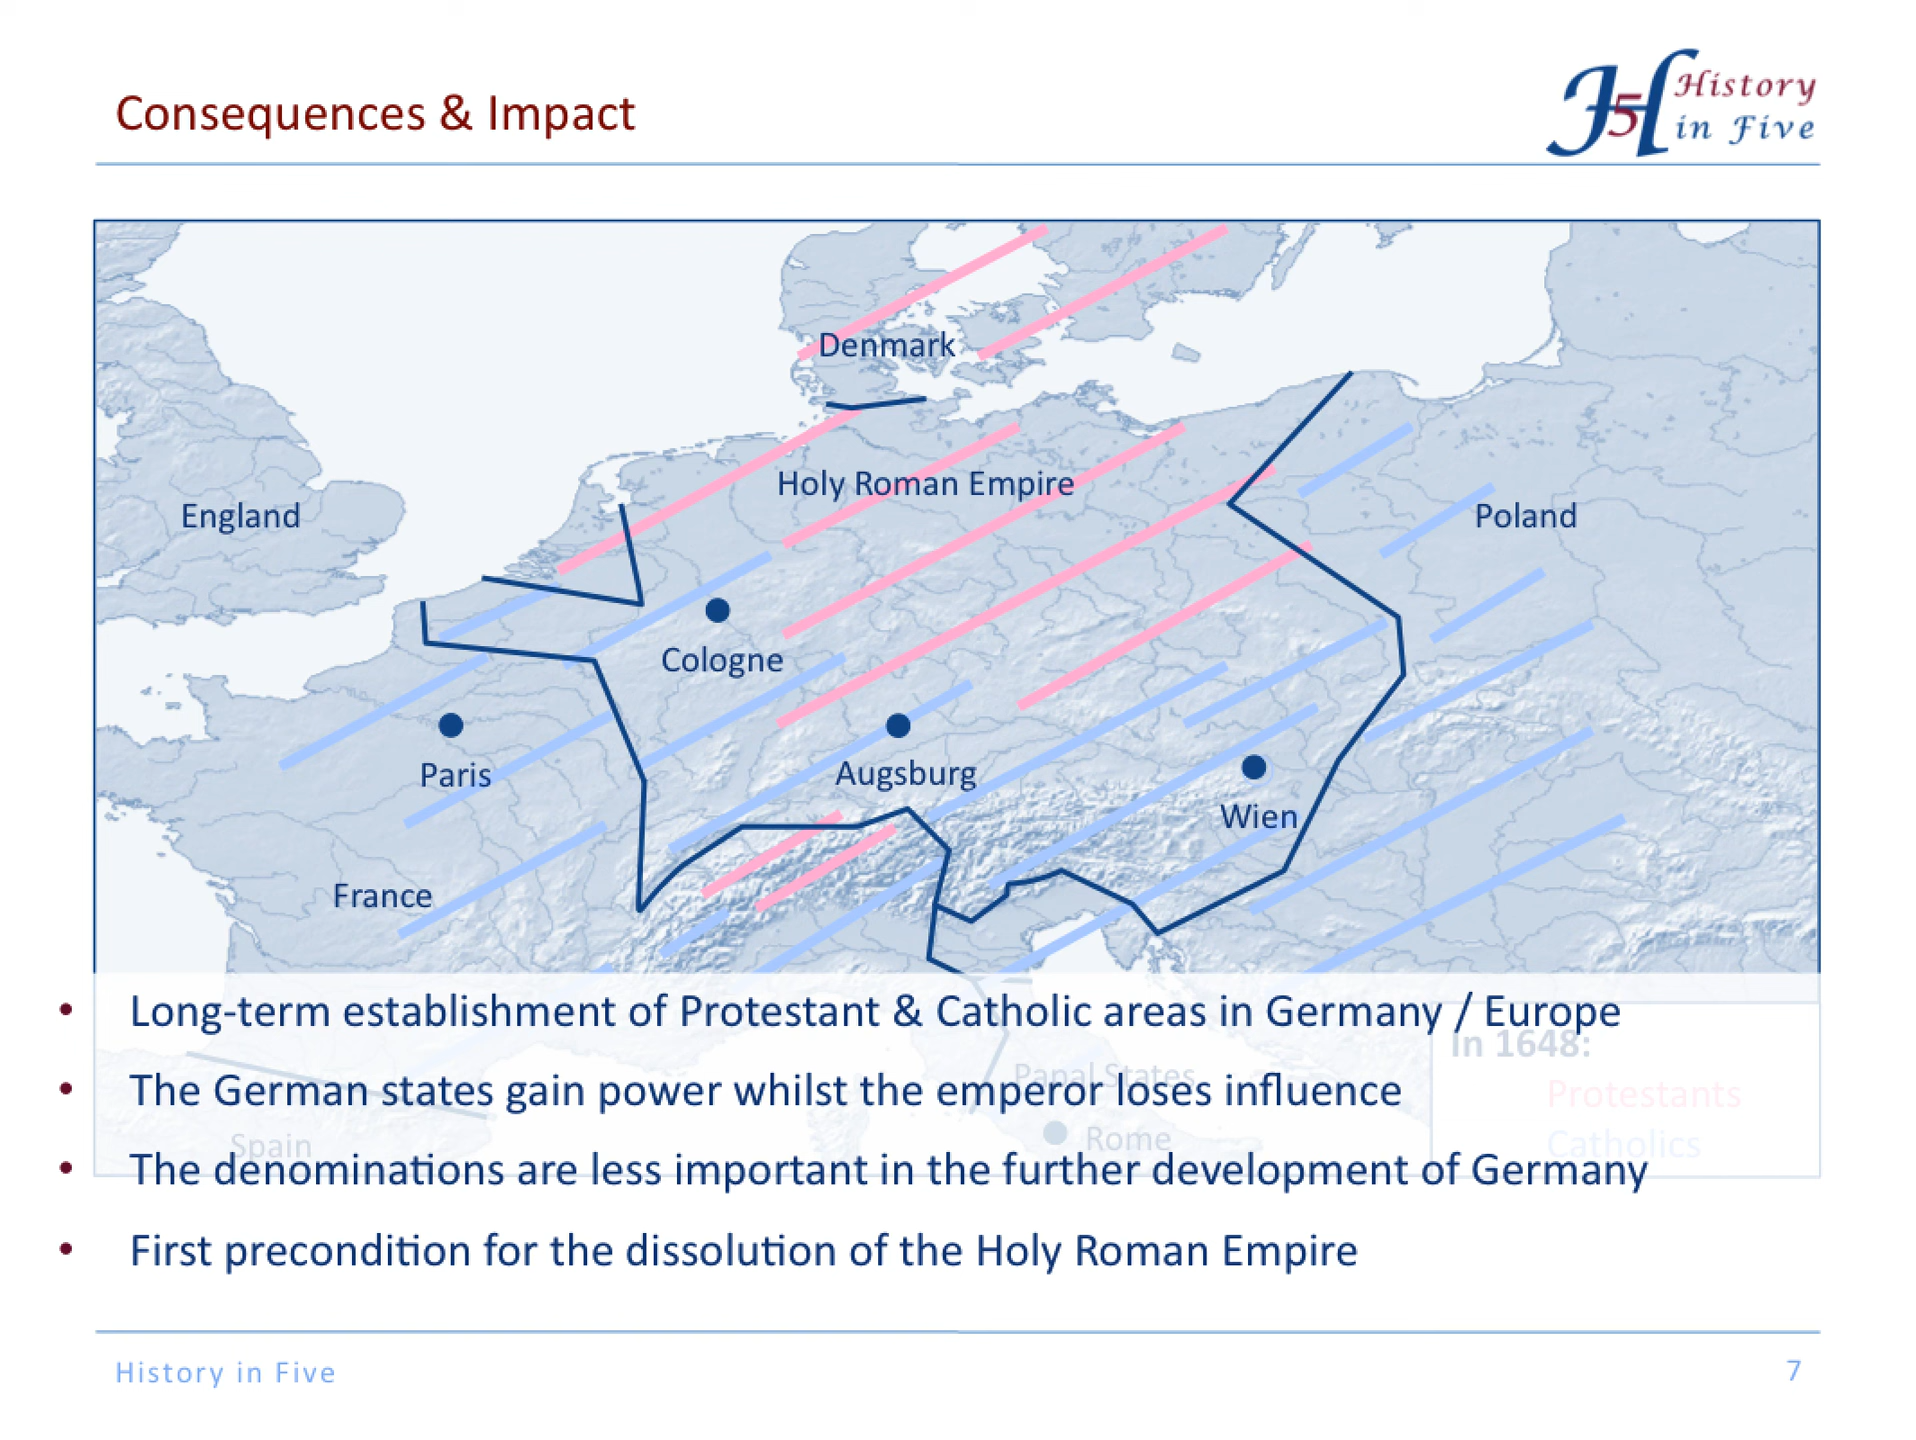 Consequences & Impact
History
in Five
Denmark
Holy Roman Empire
England
Poland
Cologne
Paris
Augsburg
Wien
France
• Long-term establishment of Protestant & Catholic areas in Germany / Europe
In 1648:
Papal States
• The German states gain power whilst the emperor loses influence
Protestants
Spain
Rome
Catholics
• The denominations are less important in the further development of Germany
• First precondition for the dissolution of the Holy Roman Empire
History in Five
7